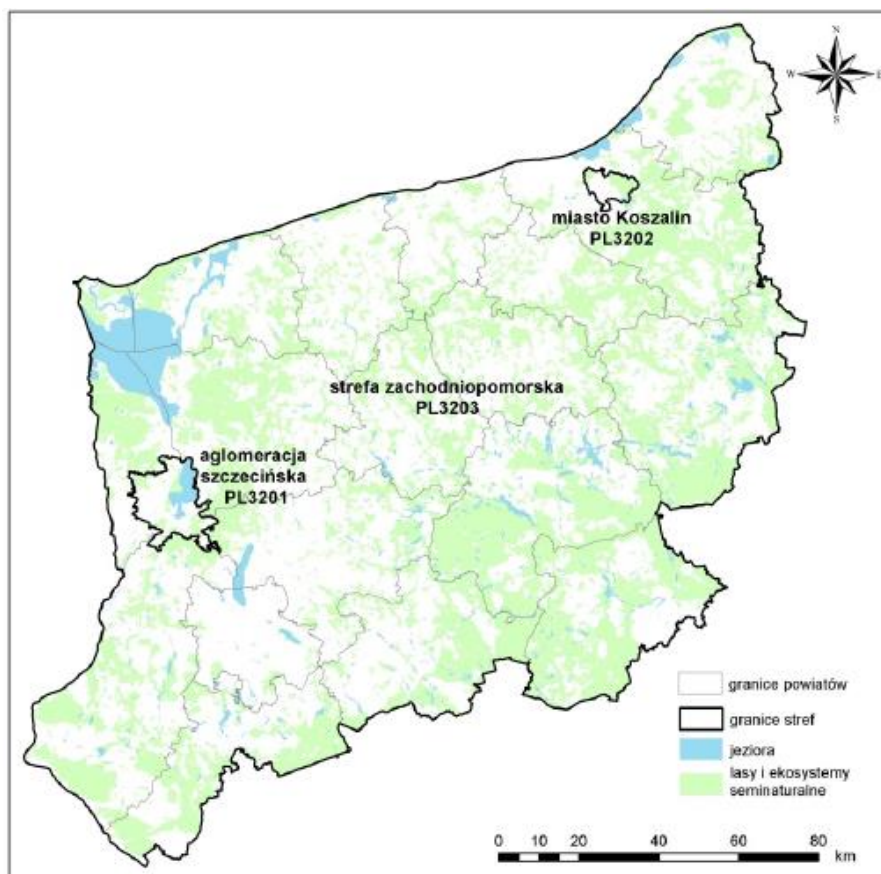 N
W E
S
miasto Koszalin
PL3202
strefa zachodniopomorska
PL3203
aglomeracja
szczecińska
PL3201
granice powiatów
granice stref
jeziora
lasy i ekosystemy
seminaturalne
0 10 20 40 60 80
km